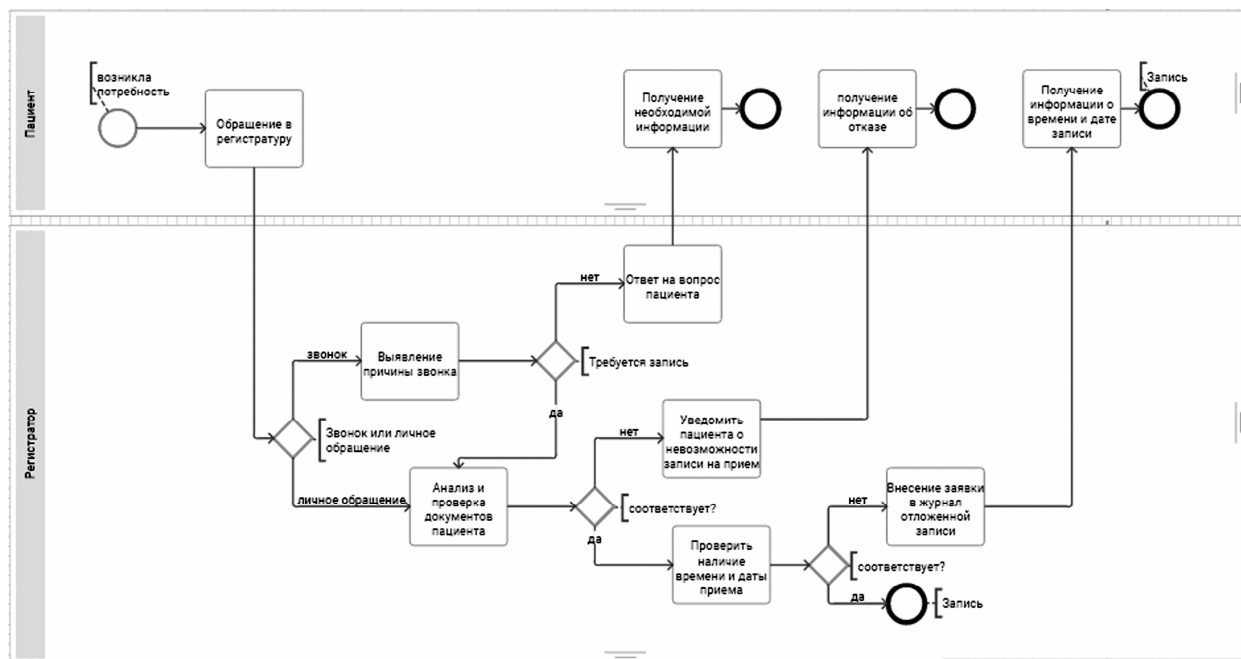 Пациент
возникла
потребность
Обращение в
регистратуру
Получение
необходимой
информации
получение
информации об
отказе
Получение
информации о
времени и дате
записи
Запись
Регистратор
Ответ на вопрос
пациента
нет
звонок
Выявление
причины звонка
Требуется запись
да
Звонок или личное
обращение
личное обращение
Анализ и
проверка
документов
пациента
нет
Уведомить
пациента о
невозможности
записи на прием
соответствует?
да
Проверить
наличие
времени и даты
приема
нет
Внесение заявки
в журнал
отложенной
записи
соответствует?
да
Запись